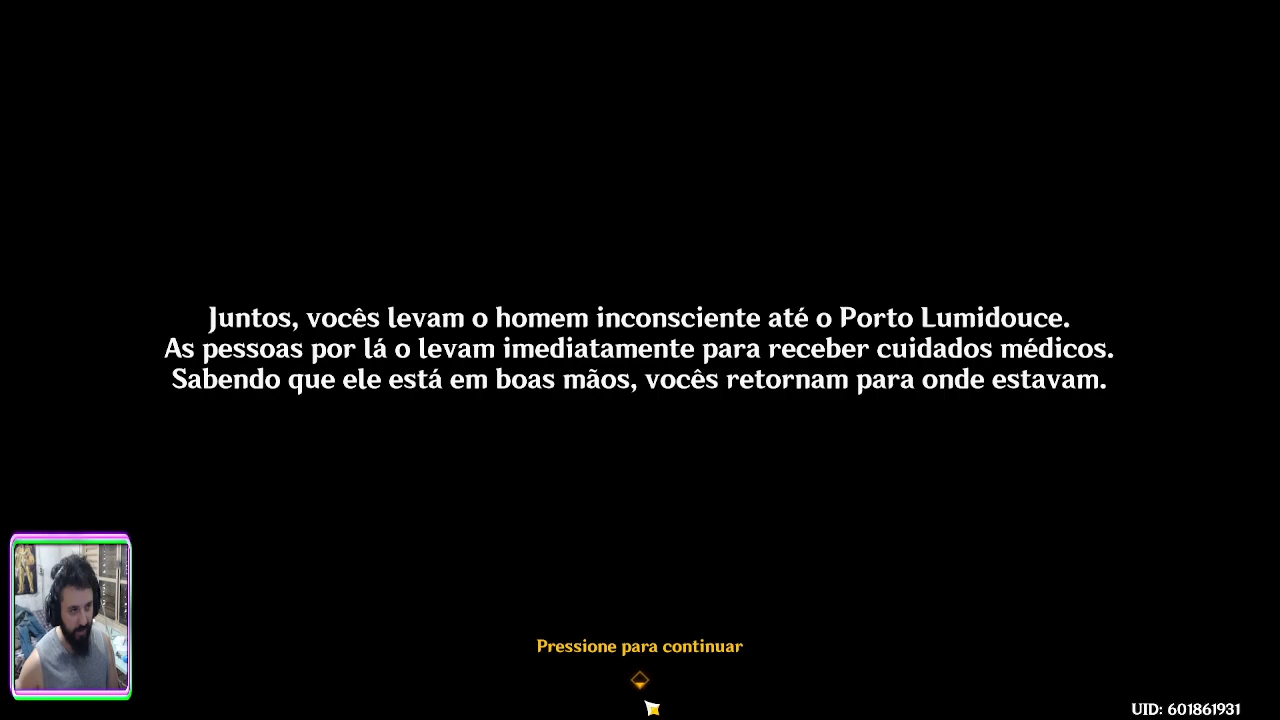 Juntos, vocês levam o homem inconsciente até o Porto Lumidouce.
As pessoas por lá o levam imediatamente para receber cuidados médicos.
Sabendo que ele está em boas mãos, vocês retornam para onde estavam.
Pressione para continuar
UID: 601861931